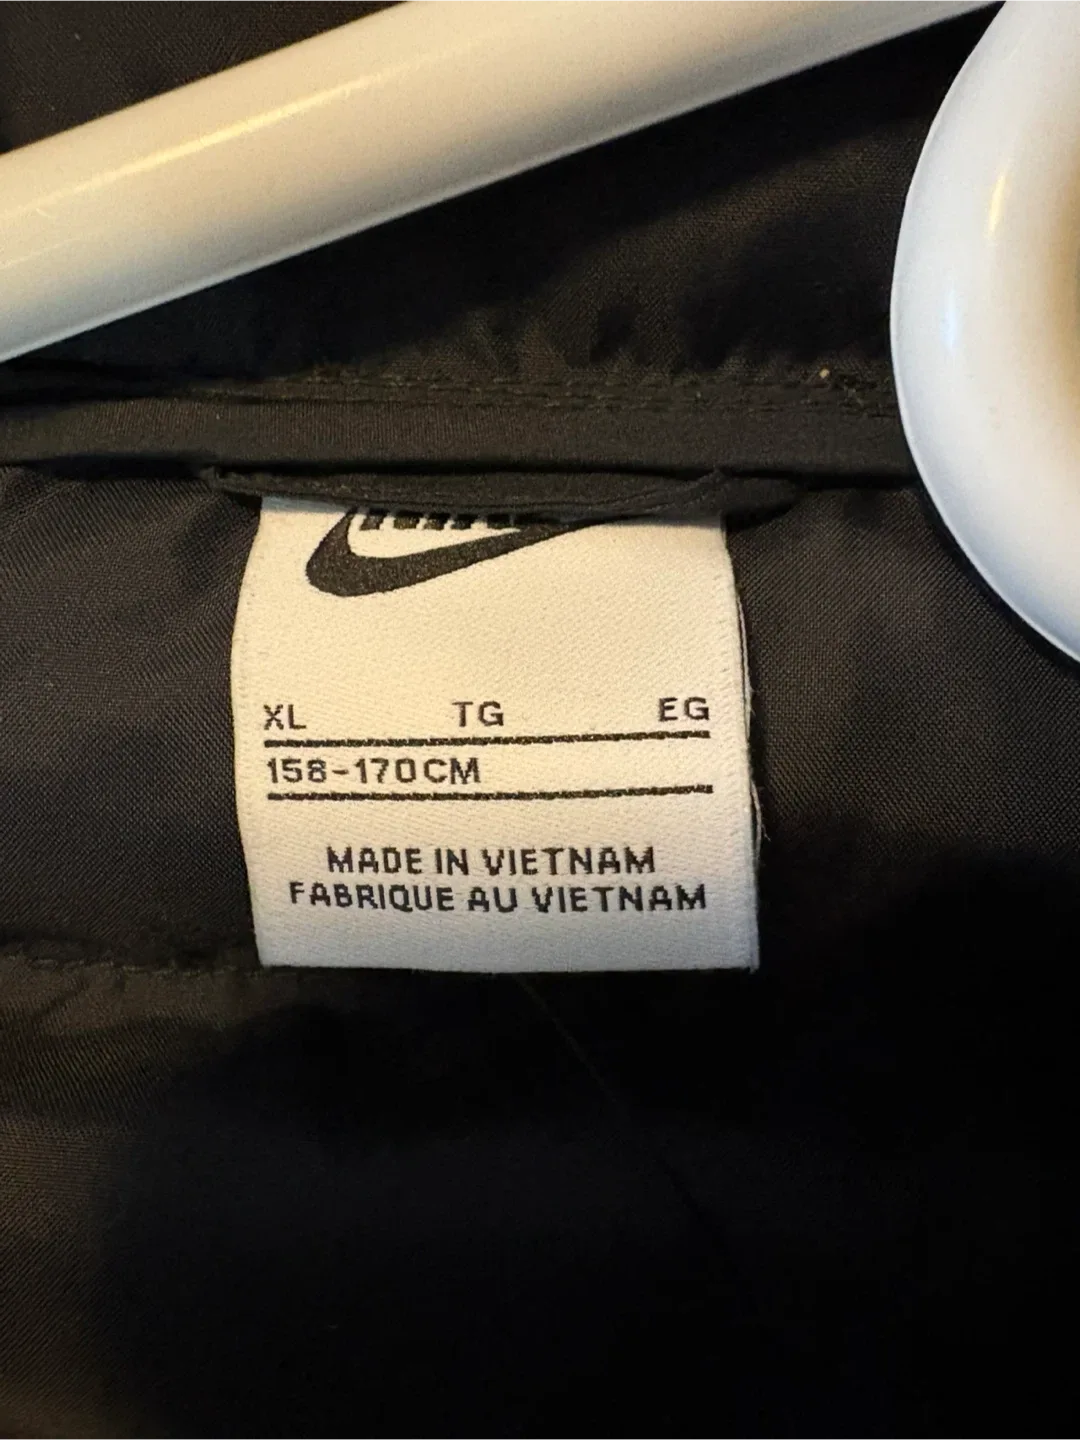 XL TG EG
158-170CM
MADE IN VIETNAM
FABRIQUE AU VIETNAM